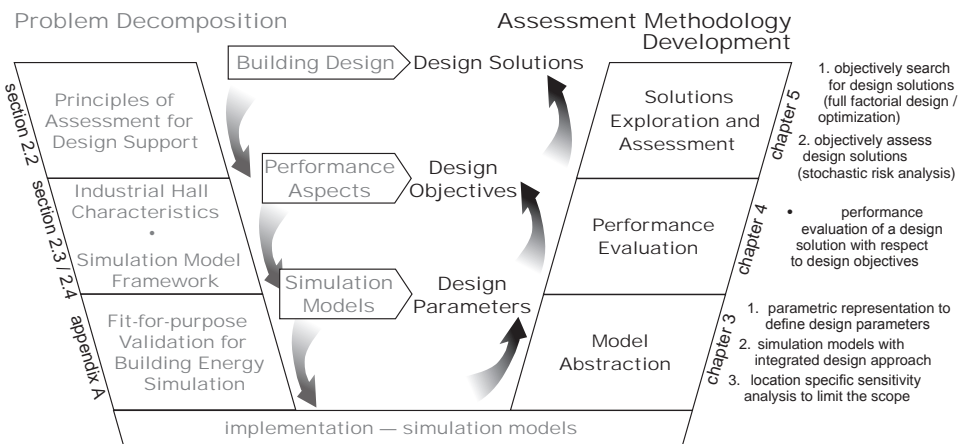 Problem Decomposition
Assessment Methodology
Development
section 2.2
Principles of
Assessment for
Design Support
section 2.3 / 2.4
Industrial Hall
Characteristics
•
Simulation Model
Framework
appendix A
Fit-for-purpose
Validation for
Building Energy
Simulation
Building Design
Design Solutions
Performance
Aspects
Design
Objectives
Simulation
Models
Design
Parameters
Solutions
Exploration and
Assessment
chapter 5
1. objectively search
for design solutions
(full factorial design /
optimization)
2. objectively assess
design solutions
(stochastic risk analysis)
Performance
Evaluation
chapter 4
• performance
evaluation of a design
solution with respect
to design objectives
Model
Abstraction
chapter 3
1. parametric representation to
define design parameters
2. simulation models with
integrated design approach
3. location specific sensitivity
analysis to limit the scope
implementation — simulation models